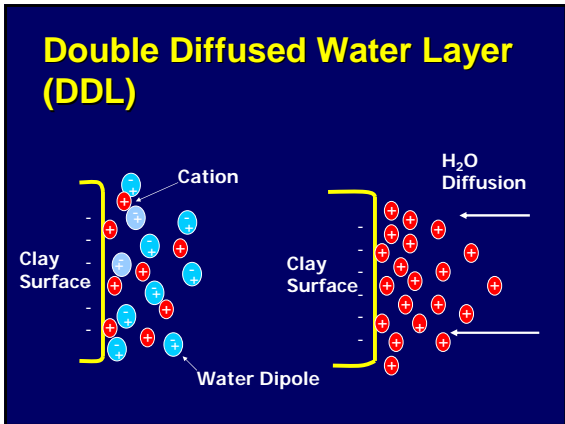 Double Diffused Water Layer
(DDL)
Cation
H₂O
Diffusion
Clay
Surface
Clay
Surface
Water Dipole